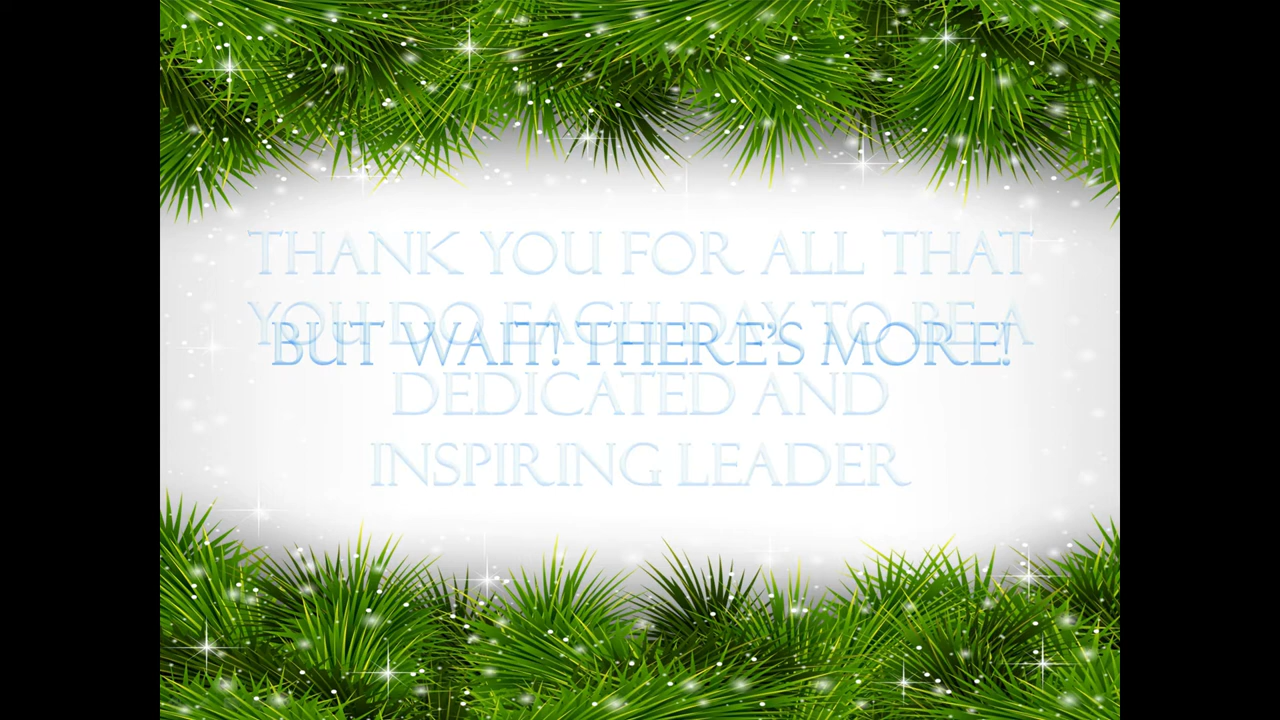 THANK YOU FOR ALL THAT
YOU DO EACH DAY TO BE A
BUT WAIT! THERE'S MORE!
DEDICATED AND
INSPIRING LEADER